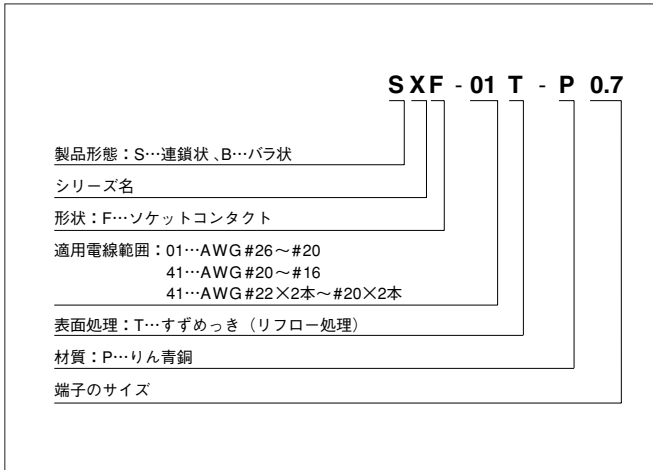 SXF-01T-P0.7
製品形態：S…連鎖状、B…バラ状
シリーズ名
形状：F…ソケットコンタクト
適用電線範囲：01…AWG#26～#20
41…AWG#20～#16
41…AWG#22×2本～#20×2本
表面処理：T…すずめっき（リフロー処理）
材質：P…りん青銅
端子のサイズ